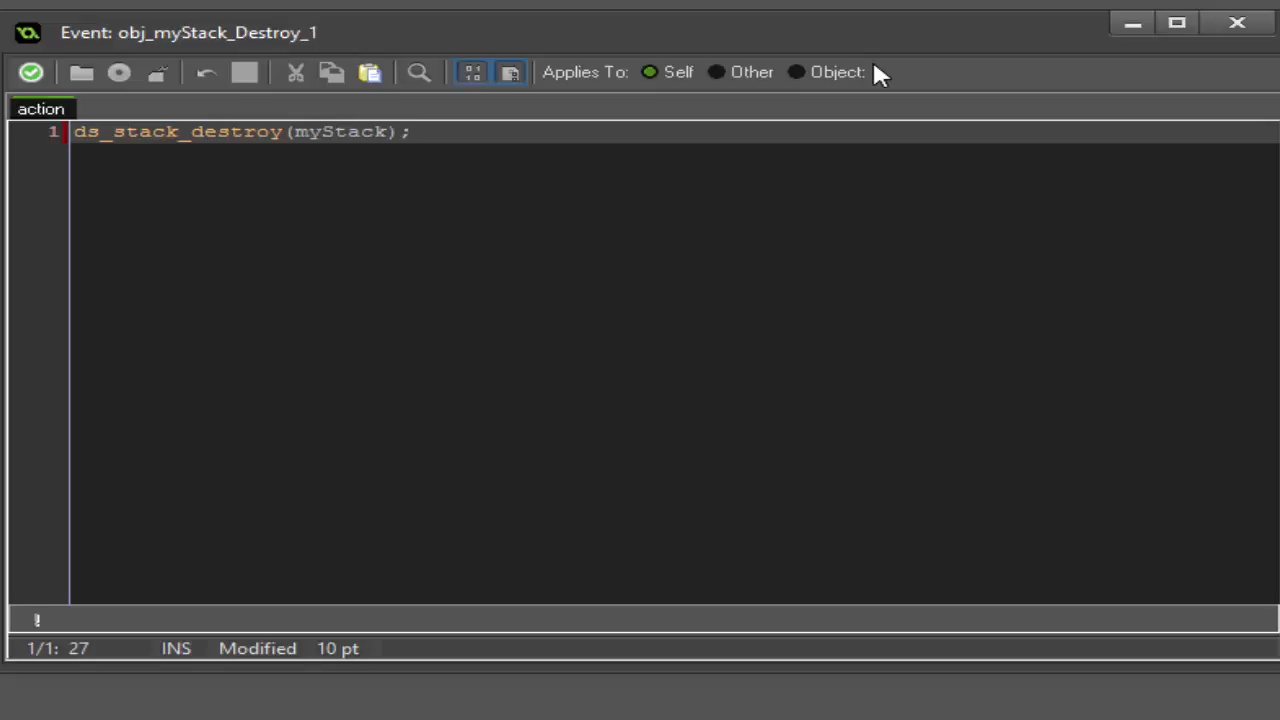 Event: obj_myStack_Destroy_1
Applies To: Self Other Object:
action
1 ds_stack_destroy(myStack);
1/1: 27 INS Modified 10 pt